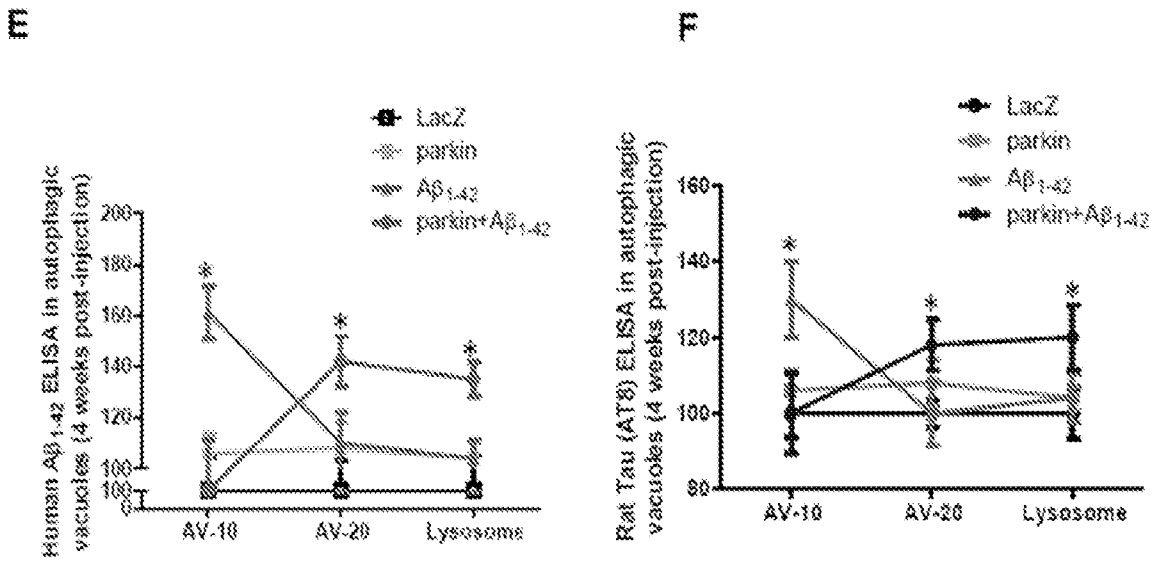 E
LacZ
parkin
Aβ1-42
parkin+Aβ1-42
Human Aβ1-42 ELISA in autophagic
vacuoles (4 weeks post-injection)
200
180
160
140
120
100
100
0
AV-10
AV-20
Lysosome
*
*
*
F
LacZ
parkin
Aβ1-42
parkin+Aβ1-42
Rat Tau (AT8) ELISA in autophagic
vacuoles (4 weeks post-injection)
160
140
120
100
80
AV-10
AV-20
Lysosome
*
*
*